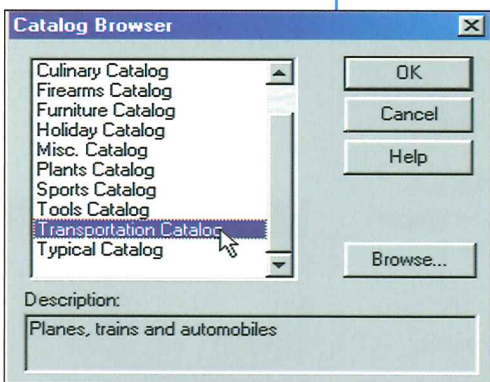 Catalog Browser
Culinary Catalog
Firearms Catalog
Furniture Catalog
Holiday Catalog
Misc. Catalog
Plants Catalog
Sports Catalog
Tools Catalog
Transportation Catalog
Typical Catalog
OK
Cancel
Help
Browse...
Description:
Planes, trains and automobiles